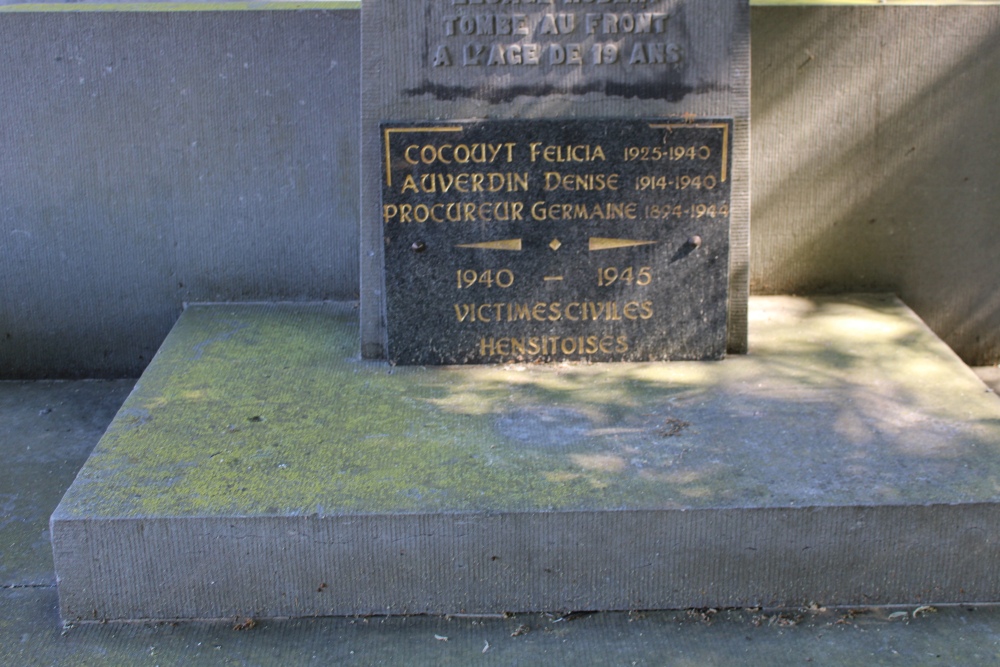 TOMBE AU FRONT
A L'AGE DE 19 ANS
COCQUYT FELICIA 1925-1940
AUVERDIN DENISE 1914-1940
PROCUREUR GERMAINE 1894-1944
1940 – 1945
VICTIMES CIVILES
HENSITOISES